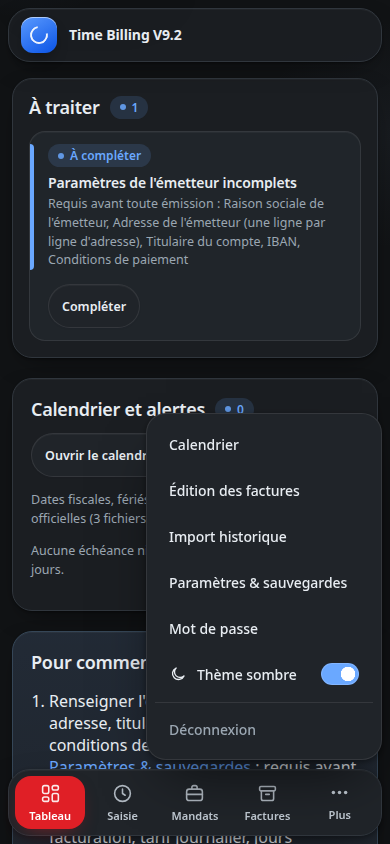 Time Billing V9.2
À traiter
1
À compléter
Paramètres de l'émetteur incomplets
Requis avant toute émission : Raison sociale de
l'émetteur, Adresse de l'émetteur (une ligne par
ligne d'adresse), Titulaire du compte, IBAN,
Conditions de paiement
Compléter
Calendrier et alertes
0
Ouvrir le calendr
Dates fiscales, fériés
officielles (3 fichiers
Aucune échéance n
jours.
Calendrier
Édition des factures
Import historique
Paramètres & sauvegardes
Mot de passe
Thème sombre
Déconnexion
Pour commen
1. Renseigner l'
adresse, titul
conditions de
Paramètres & sauvegardes : requis avant
facturation, tarif journalier, jours
Tableau
Saisie
Mandats
Factures
Plus